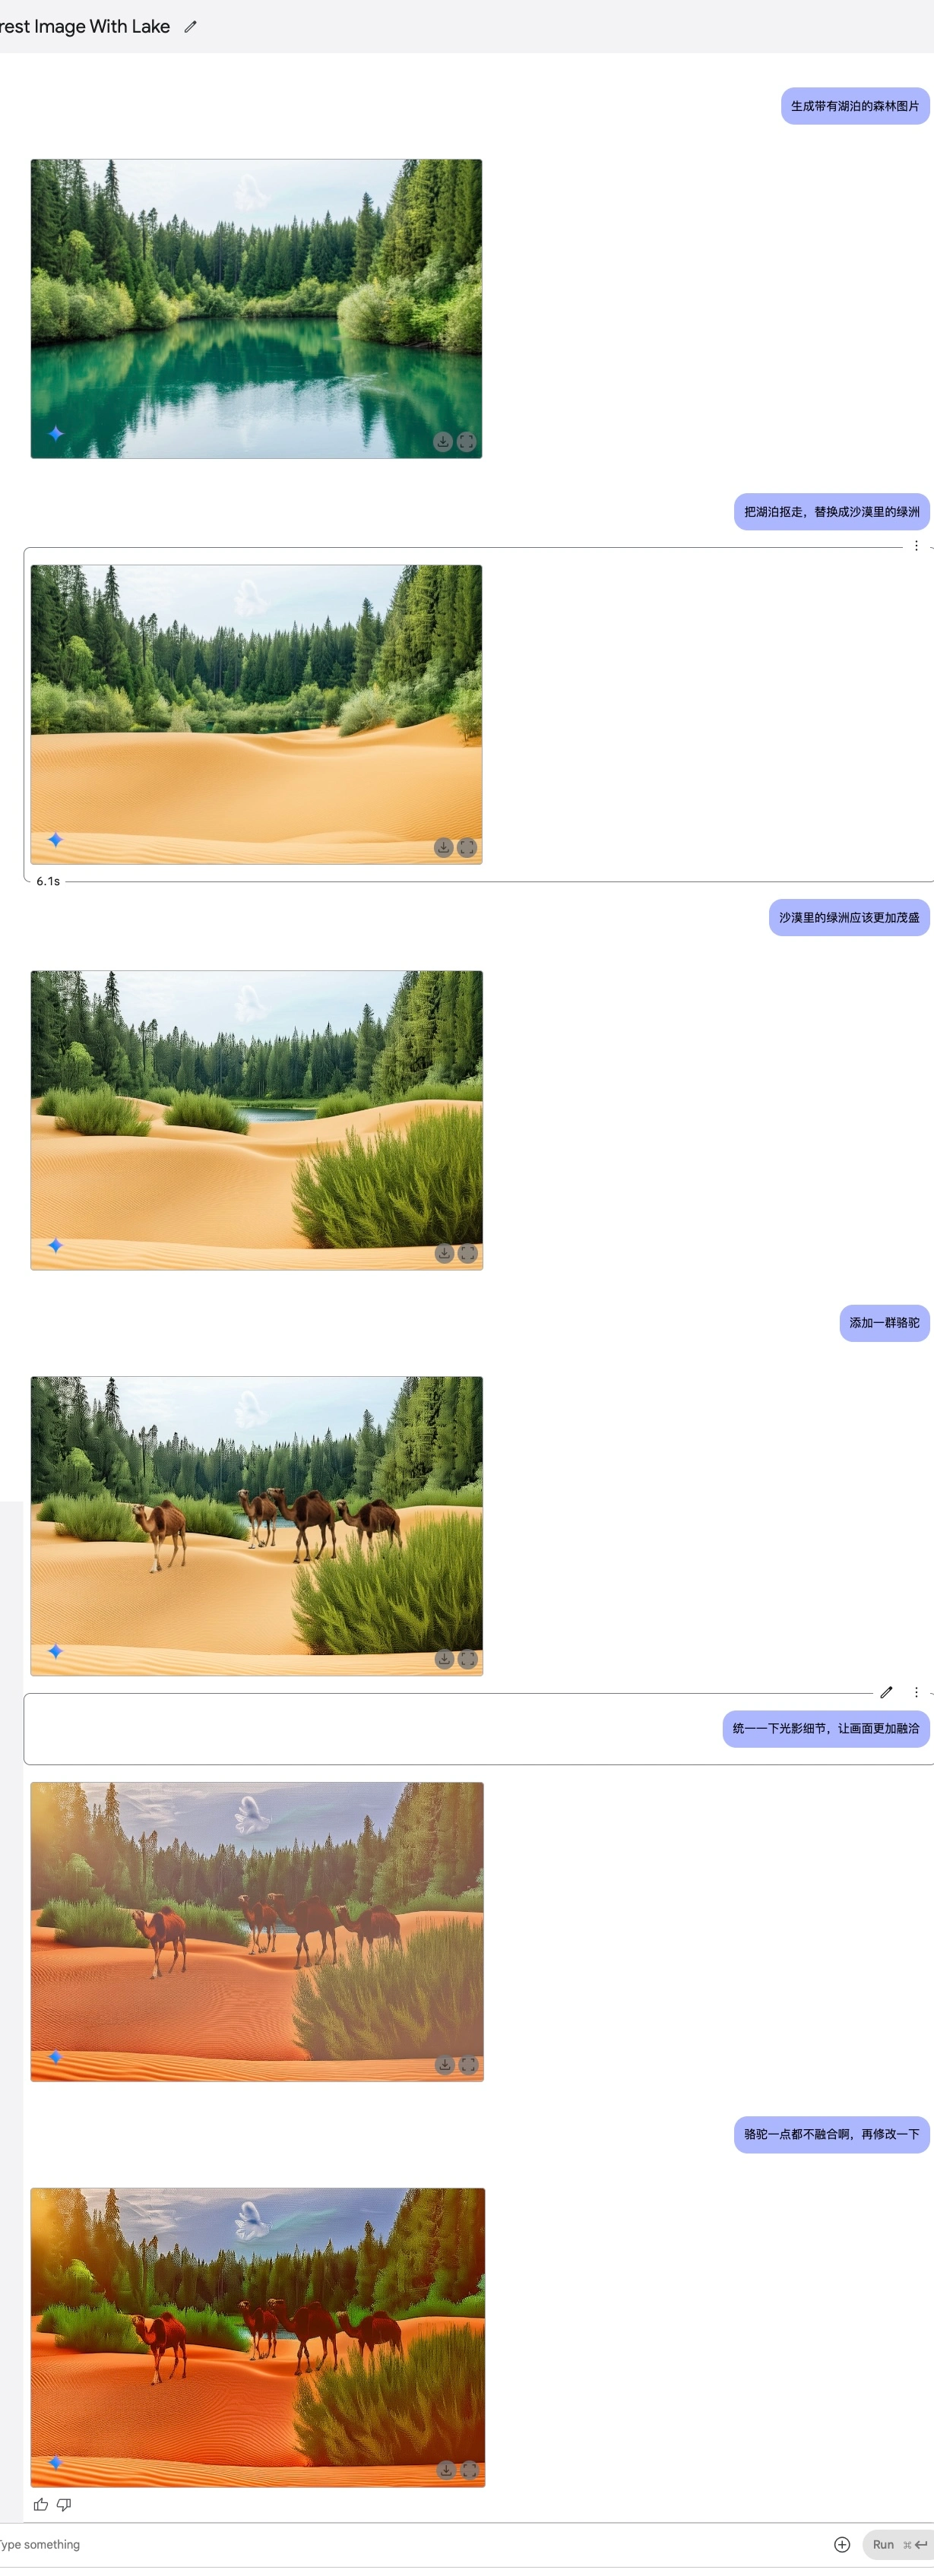 rest Image With Lake
生成带有湖泊的森林图片
把湖泊抠走，替换成沙漠里的绿洲
6.1s
沙漠里的绿洲应该更加茂盛
添加一群骆驼
统一一下光影细节，让画面更加融洽
骆驼一点都不融合啊，再修改一下
Type something
Run ⌘ ↵